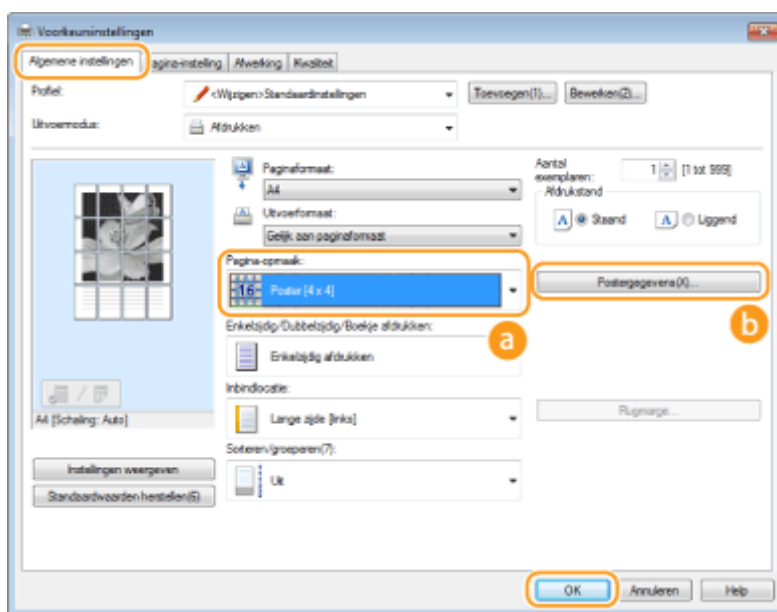 Voorkeursinstellingen
Algemene instellingen
Pagina-instelling
Afwerking
Kwaliteit
Profiel:
<Wijzigen>Standaardinstellingen
Toevoegen(1)...
Bewerken(2)...
Uitvoermodus:
Afdrukken
Paginaformaat:
A4
Uitvoerformaat:
Gelijk aan paginaformaat
Aantal
exemplaren:
1 [1 tot 999]
Afdrukstand
A Staand
A Liggend
Pagina-opmaak:
16 Poster [4 x 4]
a
Postergegevens(X)...
b
Enkelzijdig/Dubbelzijdig/Boekje afdrukken:
Enkelzijdig afdrukken
A4 [Schaling: Auto]
Inbindlocatie:
Lange zijde [links]
Rugmarge...
Instellingen weergeven
Standaardwaarden herstellen(6)
Sorteren/groeperen(7):
Uit
OK
Annuleren
Help